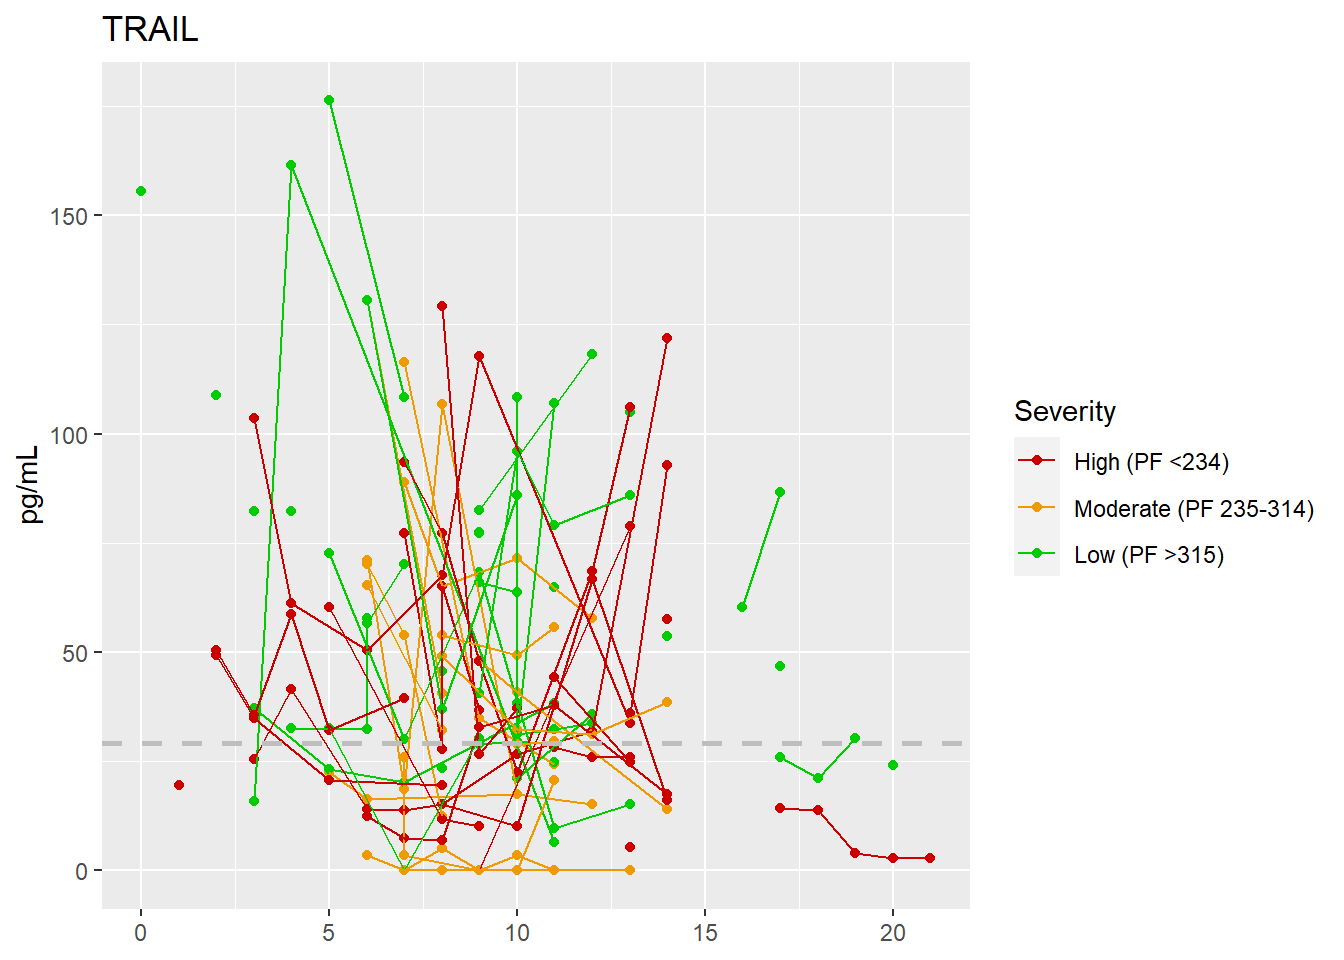 TRAIL
150
100
50
0
pg/mL
0 5 10 15 20
Severity
High (PF <234)
Moderate (PF 235-314)
Low (PF >315)